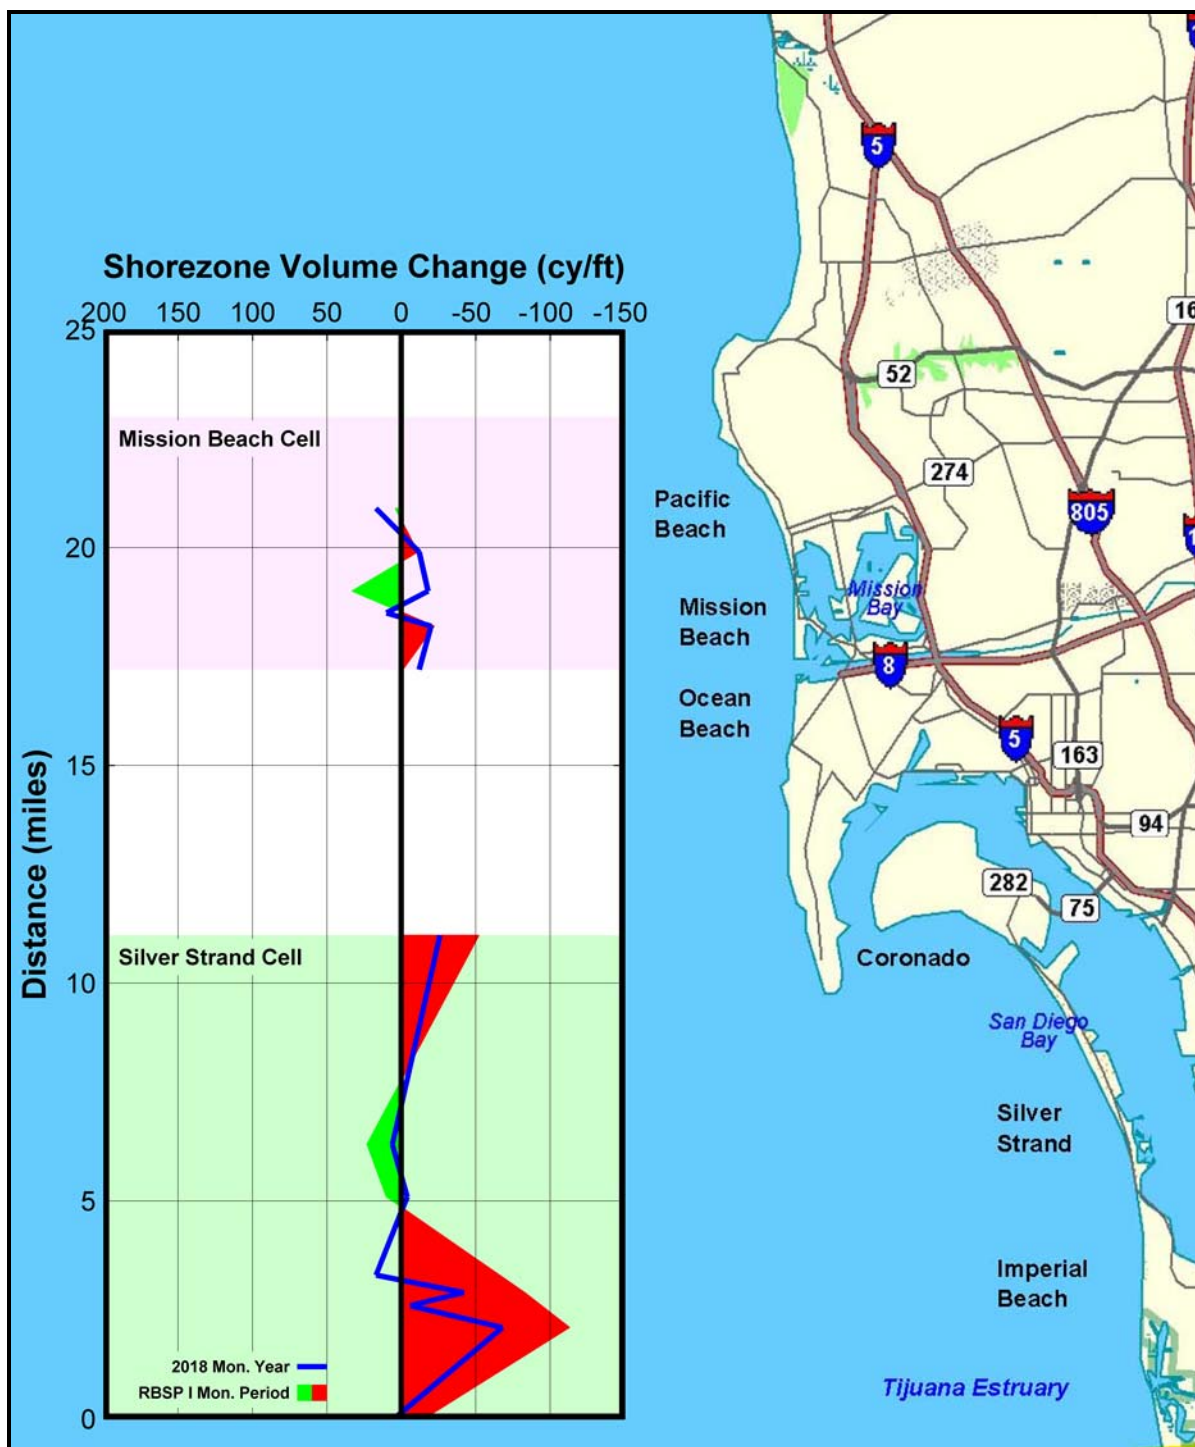 Shorezone Volume Change (cy/ft)
200 150 100 50 0 -50 -100 -150
25
20
15
10
5
0
Distance (miles)
Mission Beach Cell
Silver Strand Cell
2018 Mon. Year
RBSP I Mon. Period
5
52
274
805
Pacific
Beach
Mission
Bay
Mission
Beach
8
Ocean
Beach
5
163
94
282
75
Coronado
San Diego
Bay
Silver
Strand
Imperial
Beach
Tijuana Estruary